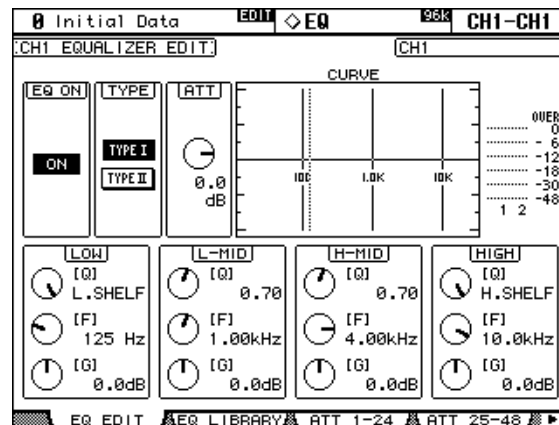 0 Initial Data EDIT ◇EQ 96K CH1-CH1
CH1 EQUALIZER EDIT CH1
CURVE
EQ ON TYPE ATT
ON
TYPE I
TYPE II
0.0
dB
100 1.0K 10K
OVER
0
- 6
-12
-18
-30
-48
1 2
LOW L-MID H-MID HIGH
[Q] [Q] [Q] [Q]
L.SHELF 0.70 0.70 H.SHELF
[F] [F] [F] [F]
125 Hz 1.00kHz 4.00kHz 10.0kHz
[G] [G] [G] [G]
0.0dB 0.0dB 0.0dB 0.0dB
EQ EDIT EQ LIBRARY ATT 1-24 ATT 25-48